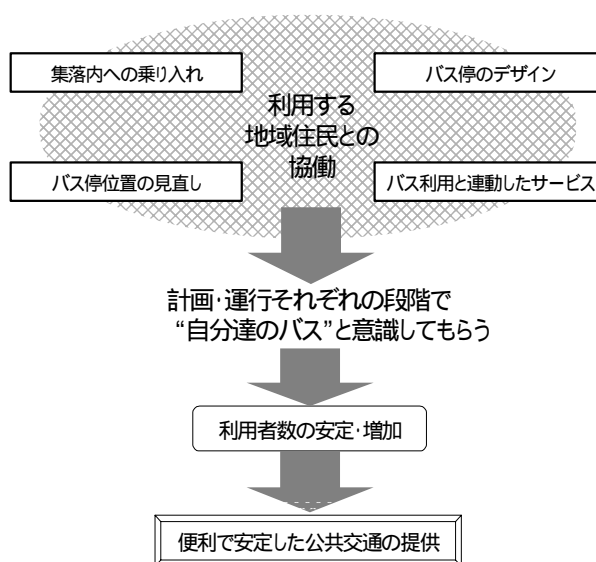 集落内への乗り入れ
バス停のデザイン
利用する
地域住民との
協働
バス停位置の見直し
バス利用と連動したサービス
計画・運行それぞれの段階で
“自分達のバス”と意識してもらう
利用者数の安定・増加
便利で安定した公共交通の提供